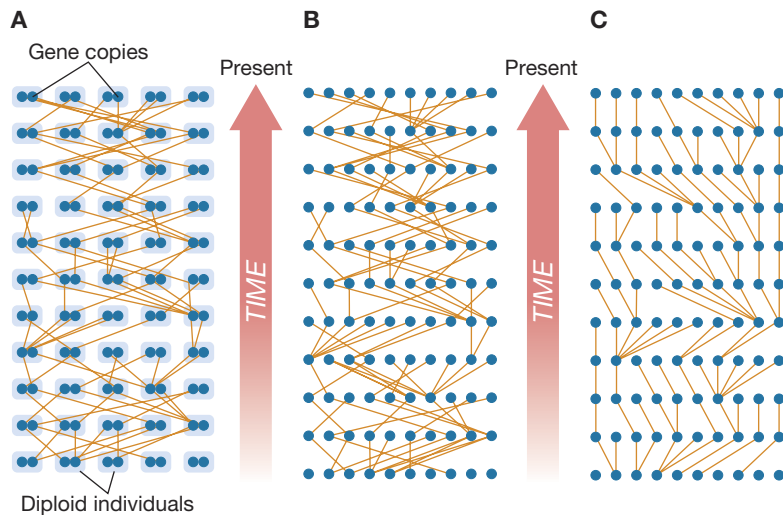 A
B
C
Gene copies
Present
Present
TIME
TIME
Diploid individuals